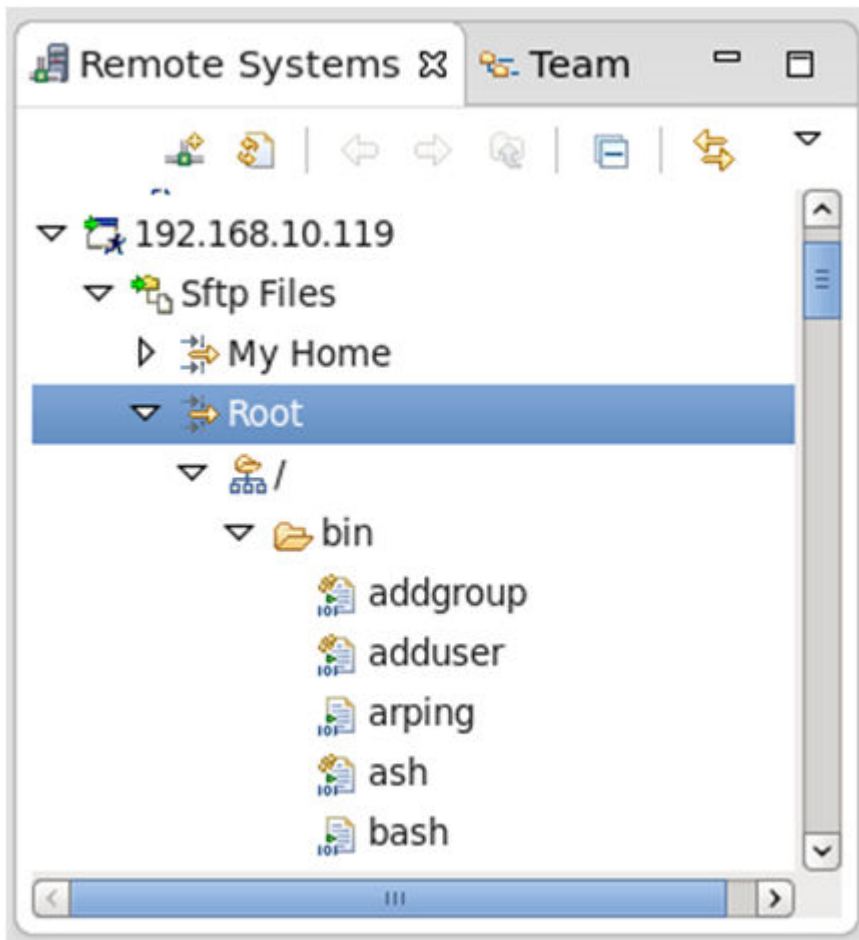 Remote Systems Team
192.168.10.119
Sftp Files
My Home
Root
/
bin
addgroup
adduser
arping
ash
bash